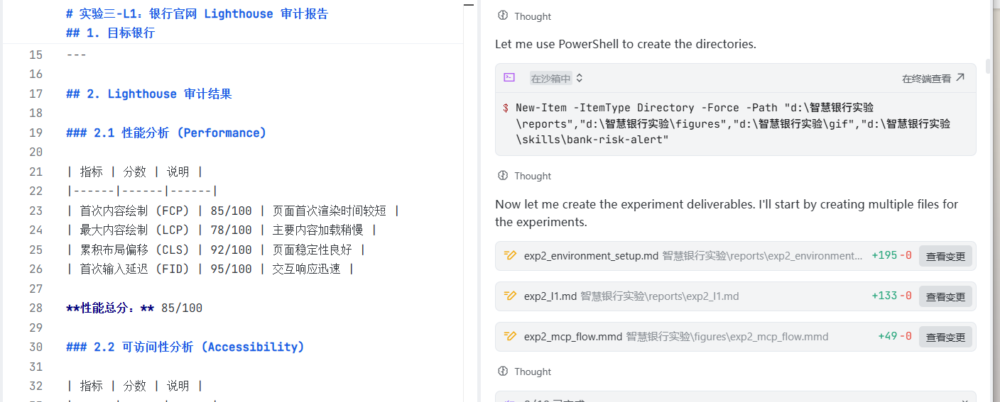 # 实验三-L1：银行官网 Lighthouse 审计报告
## 1. 目标银行
15 ---
16
17 ## 2. Lighthouse 审计结果
18
19 ### 2.1 性能分析 (Performance)
20
21 | 指标 | 分数 | 说明 |
22 |------|------|------|
23 | 首次内容绘制 (FCP) | 85/100 | 页面首次渲染时间较短 |
24 | 最大内容绘制 (LCP) | 78/100 | 主要内容加载稍慢 |
25 | 累积布局偏移 (CLS) | 92/100 | 页面稳定性良好 |
26 | 首次输入延迟 (FID) | 95/100 | 交互响应迅速 |
27
28 **性能总分：** 85/100
29
30 ### 2.2 可访问性分析 (Accessibility)
31
32 | 指标 | 分数 | 说明 |
Thought
Let me use PowerShell to create the directories.
在沙箱中 在终端查看
$ New-Item -ItemType Directory -Force -Path "d:\智慧银行实验
\reports","d:\智慧银行实验\figures","d:\智慧银行实验\gif","d:\智慧银行实验
\skills\bank-risk-alert"
Thought
Now let me create the experiment deliverables. I'll start by creating multiple files for
the experiments.
exp2_environment_setup.md 智慧银行实验\reports\exp2_environment... +195 -0 查看变更
exp2_l1.md 智慧银行实验\reports\exp2_l1.md +133 -0 查看变更
exp2_mcp_flow.mmd 智慧银行实验\figures\exp2_mcp_flow.mmd +49 -0 查看变更
Thought